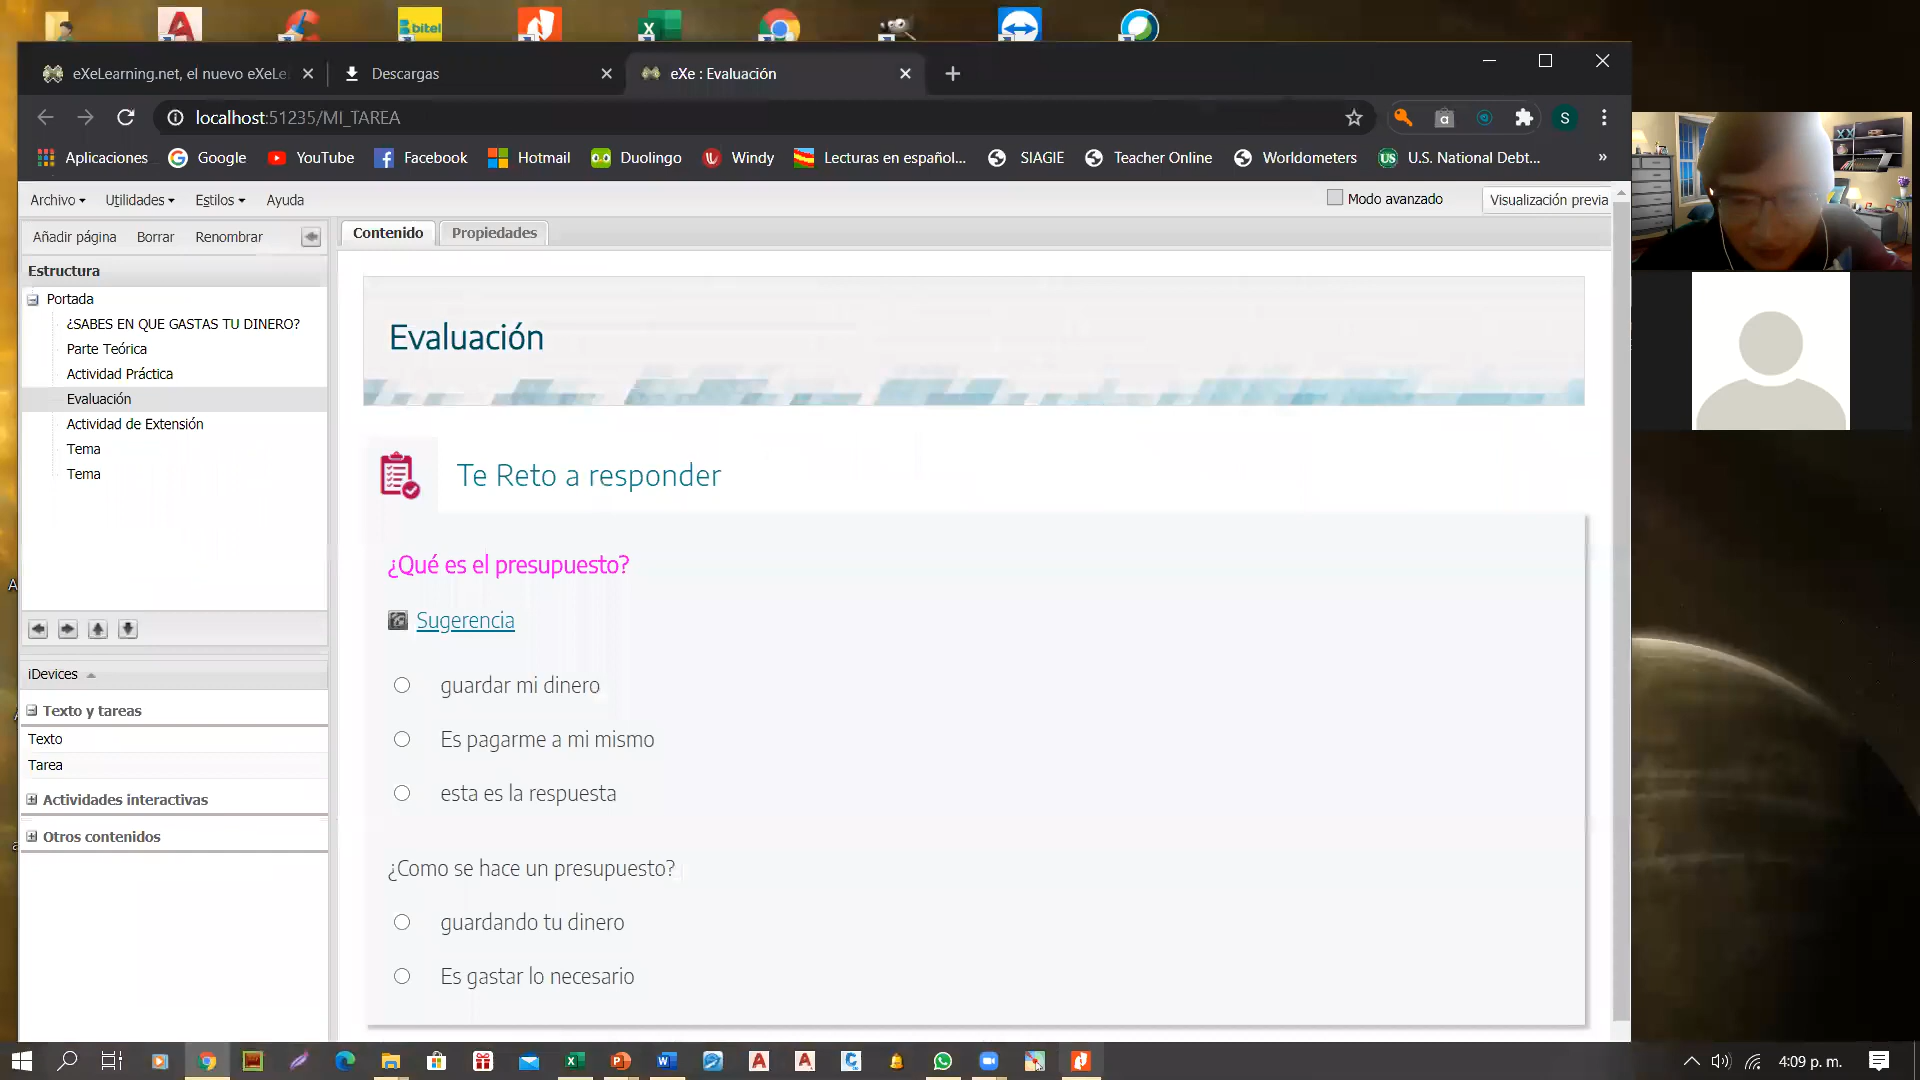 bitel
eXeLearning.net, el nuevo eXeLe
Descargas
eXe : Evaluación
localhost:51235/MI_TAREA
S
Aplicaciones
Google
YouTube
Facebook
Hotmail
Duolingo
Windy
Lecturas en español...
SIAGIE
Teacher Online
Worldometers
U.S. National Debt...
»
Archivo
Utilidades
Estilos
Ayuda
Modo avanzado
Visualización previa
Añadir página
Borrar
Renombrar
Contenido
Propiedades
Estructura
Portada
¿SABES EN QUE GASTAS TU DINERO?
Parte Teórica
Actividad Práctica
Evaluación
Actividad de Extensión
Tema
Tema
iDevices
Texto y tareas
Texto
Tarea
Actividades interactivas
Otros contenidos
Evaluación
Te Reto a responder
¿Qué es el presupuesto?
Sugerencia
guardar mi dinero
Es pagarme a mi mismo
esta es la respuesta
¿Como se hace un presupuesto?
guardando tu dinero
Es gastar lo necesario
4:09 p. m.